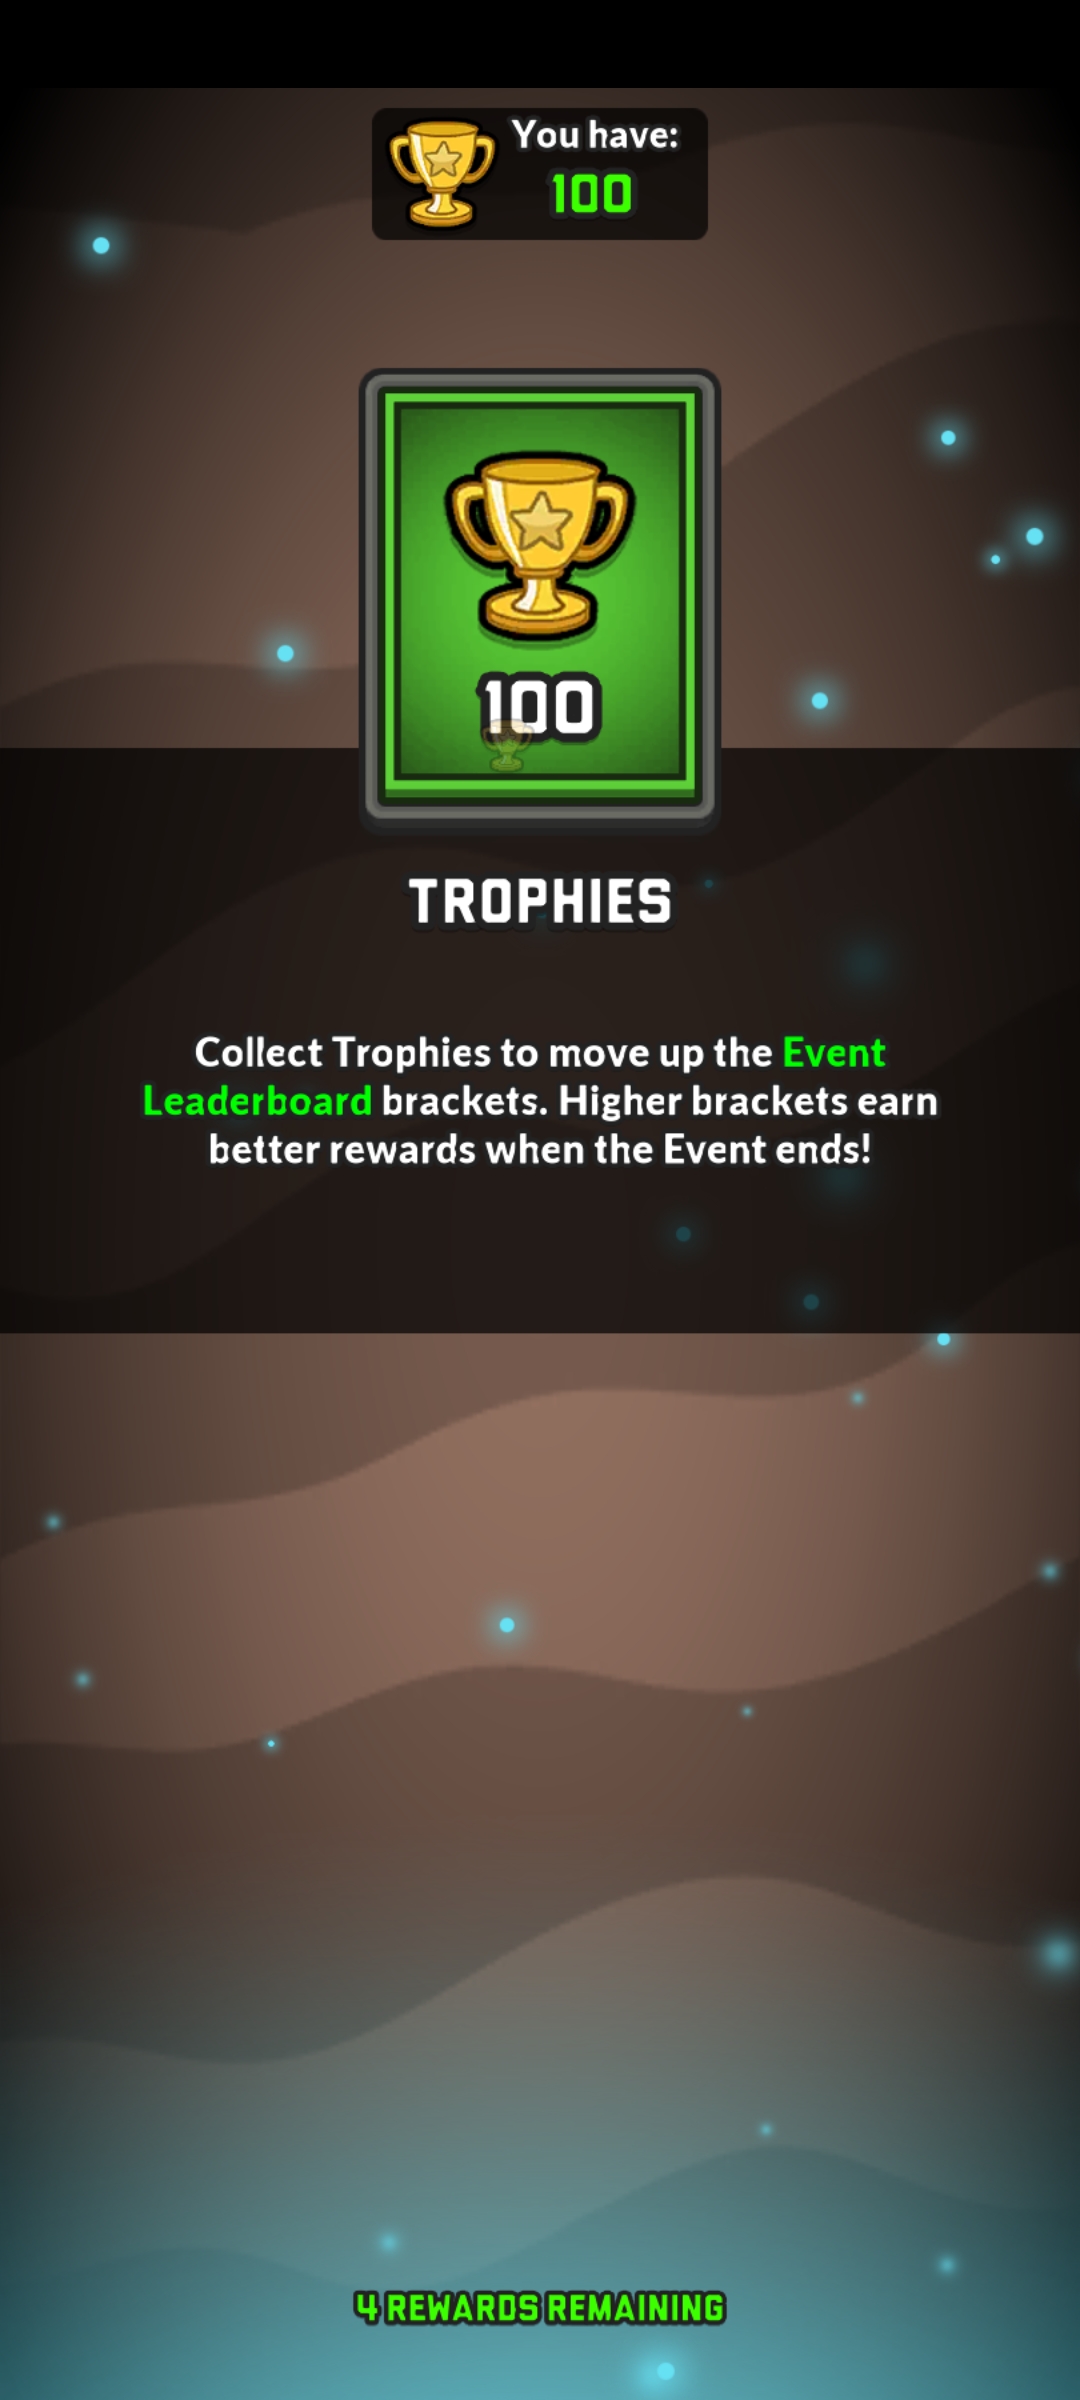 You have:
100
100
TROPHIES
Collect Trophies to move up the Event
Leaderboard brackets. Higher brackets earn
better rewards when the Event ends!
4 REWARDS REMAINING